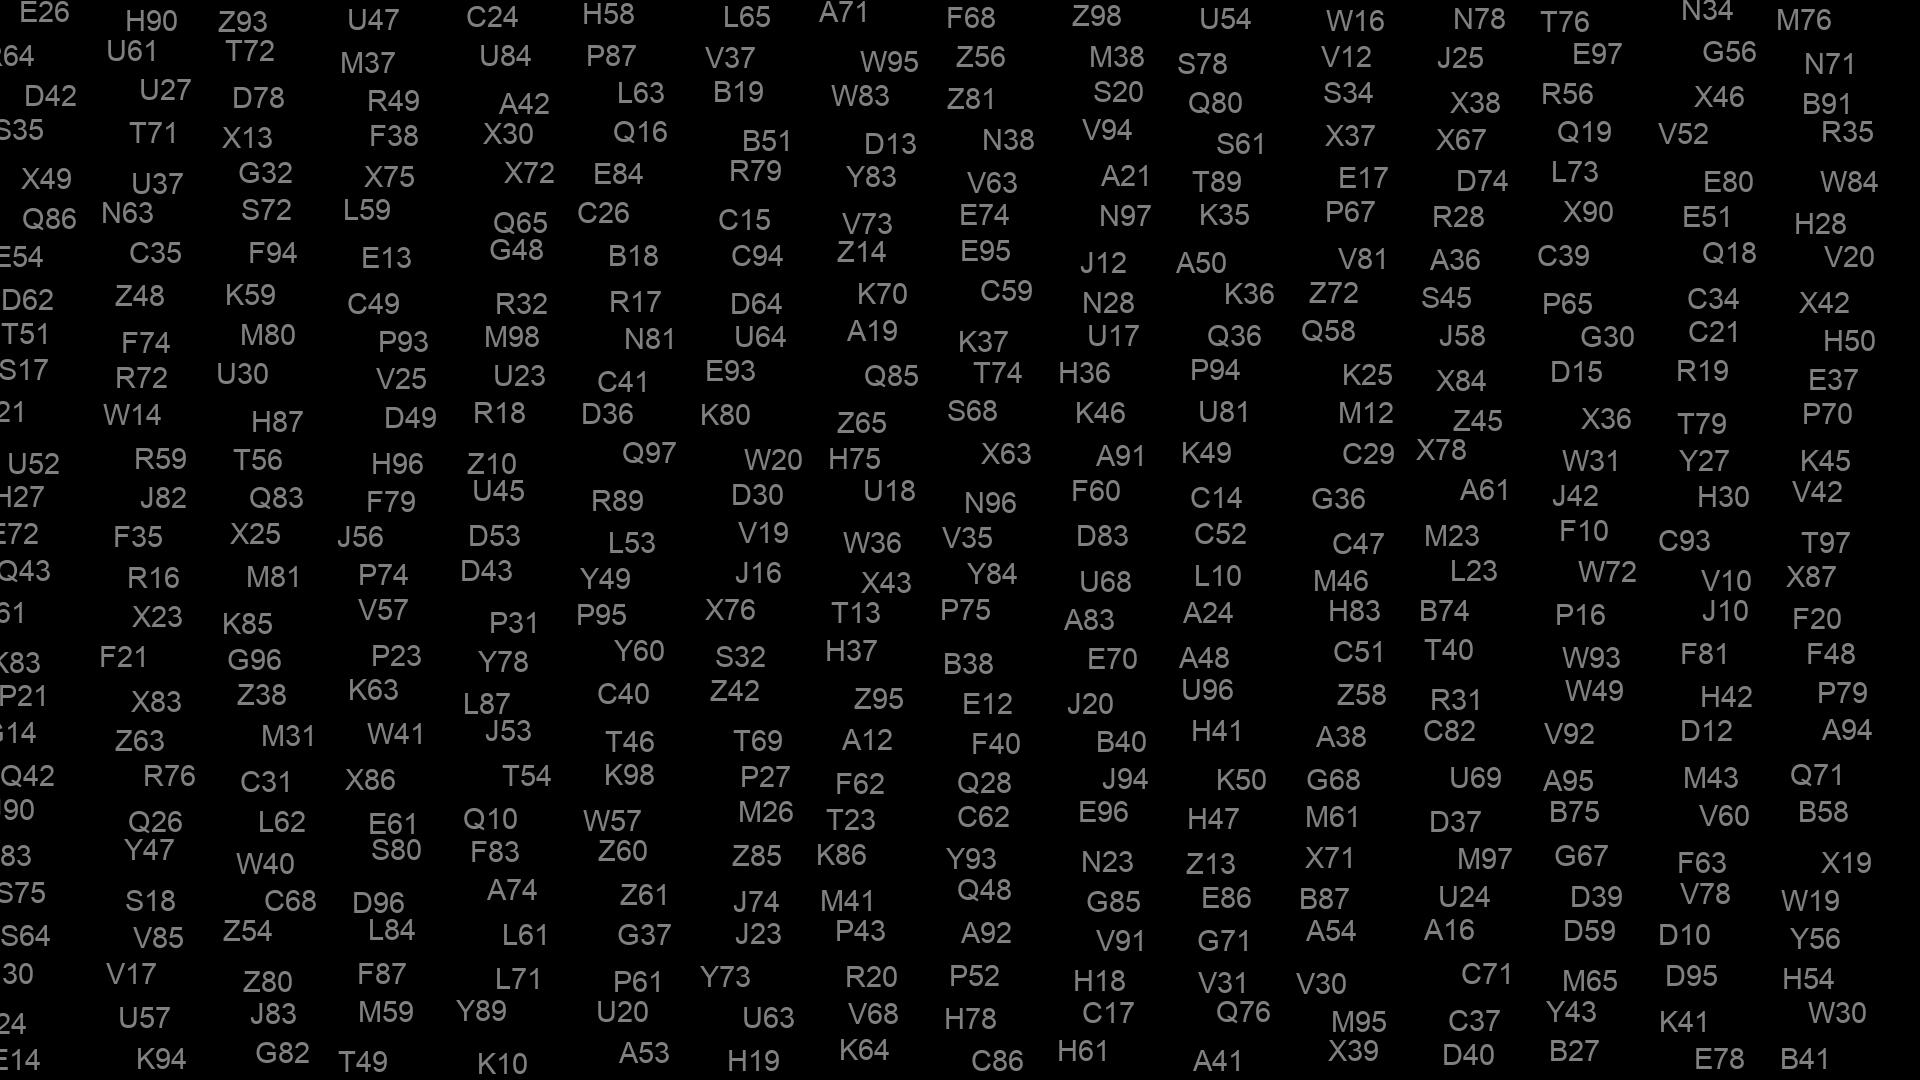 E26 H90 Z93 U47 C24 H58 L65 A71 F68 Z98 U54 W16 N78 T76 N34 M76
U61 T72 M37 U84 P87 V37 W95 Z56 M38 S78 V12 J25 E97 G56 N71
D42 U27 D78 R49 A42 L63 B19 W83 Z81 S20 Q80 S34 X38 R56 X46 B91
S35 T71 X13 F38 X30 Q16 B51 D13 N38 V94 S61 X37 X67 Q19 V52 R35
X49 U37 G32 X75 X72 E84 R79 Y83 V63 A21 T89 E17 D74 L73 E80 W84
Q86 N63 S72 L59 Q65 C26 C15 V73 E74 N97 K35 P67 R28 X90 E51 H28
E54 C35 F94 E13 G48 B18 C94 Z14 E95 J12 A50 V81 A36 C39 Q18 V20
D62 Z48 K59 C49 R32 R17 D64 K70 C59 N28 K36 Z72 S45 P65 C34 X42
T51 F74 M80 P93 M98 N81 U64 A19 K37 U17 Q36 Q58 J58 G30 C21 H50
S17 R72 U30 V25 U23 C41 E93 Q85 T74 H36 P94 K25 X84 D15 R19 E37
21 W14 H87 D49 R18 D36 K80 Z65 S68 K46 U81 M12 Z45 X36 T79 P70
U52 R59 T56 H96 Z10 Q97 W20 H75 X63 A91 K49 C29 X78 W31 Y27 K45
H27 J82 Q83 F79 U45 R89 D30 U18 N96 F60 C14 G36 A61 J42 H30 V42
E72 F35 X25 J56 D53 L53 V19 W36 V35 D83 C52 C47 M23 F10 C93 T97
Q43 R16 M81 P74 D43 Y49 J16 X43 Y84 U68 L10 M46 L23 W72 V10 X87
61 X23 K85 V57 P31 P95 X76 T13 P75 A83 A24 H83 B74 P16 J10 F20
K83 F21 G96 P23 Y78 Y60 S32 H37 B38 E70 A48 C51 T40 W93 F81 F48
P21 X83 Z38 K63 L87 C40 Z42 Z95 E12 J20 U96 Z58 R31 W49 H42 P79
14 Z63 M31 W41 J53 T46 T69 A12 F40 B40 H41 A38 C82 V92 D12 A94
Q42 R76 C31 X86 T54 K98 P27 F62 Q28 J94 K50 G68 U69 A95 M43 Q71
90 Q26 L62 E61 Q10 W57 M26 T23 C62 E96 H47 M61 D37 B75 V60 B58
83 Y47 W40 S80 F83 Z60 Z85 K86 Y93 N23 Z13 X71 M97 G67 F63 X19
S75 S18 C68 D96 A74 Z61 J74 M41 Q48 G85 E86 B87 U24 D39 V78 W19
S64 V85 Z54 L84 L61 G37 J23 P43 A92 V91 G71 A54 A16 D59 D10 Y56
30 V17 Z80 F87 L71 P61 Y73 R20 P52 H18 V31 V30 C71 M65 D95 H54
24 U57 J83 M59 Y89 U20 U63 V68 H78 C17 Q76 M95 C37 Y43 K41 W30
E14 K94 G82 T49 K10 A53 H19 K64 C86 H61 A41 X39 D40 B27 E78 B41